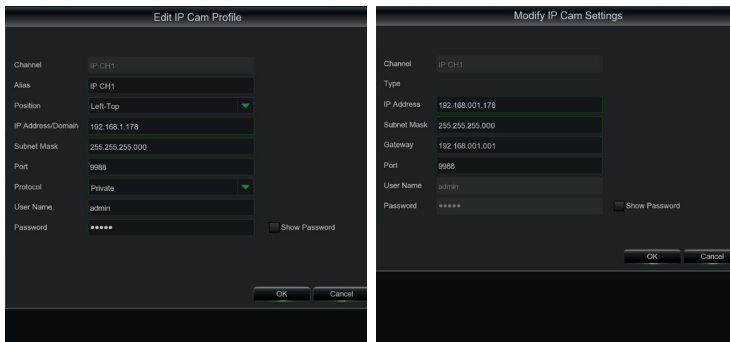 Edit IP Cam Profile
Channel IP CH1
Alias IP CH1
Position Left-Top
IP Address/Domain 192.168.1.178
Subnet Mask 255.255.255.000
Port 9988
Protocol Private
User Name admin
Password ●●●●● Show Password
OK Cancel
Modify IP Cam Settings
Channel IP CH1
Type
IP Address 192.168.001.178
Subnet Mask 255.255.255.000
Gateway 192.168.001.001
Port 9988
User Name admin
Password ●●●●● Show Password
OK Cancel